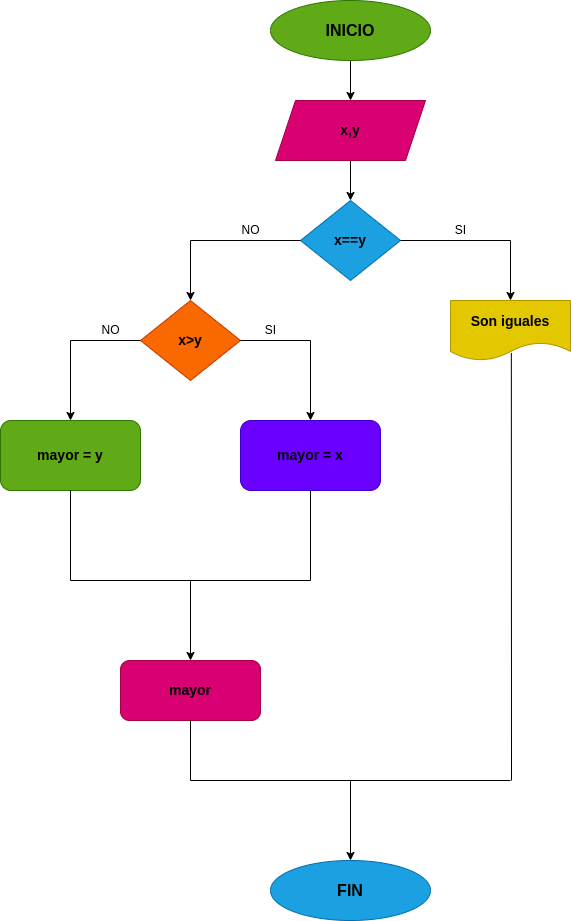 INICIO
x,y
x==y
NO
SI
Son iguales
x>y
NO
SI
mayor = y
mayor = x
mayor
FIN